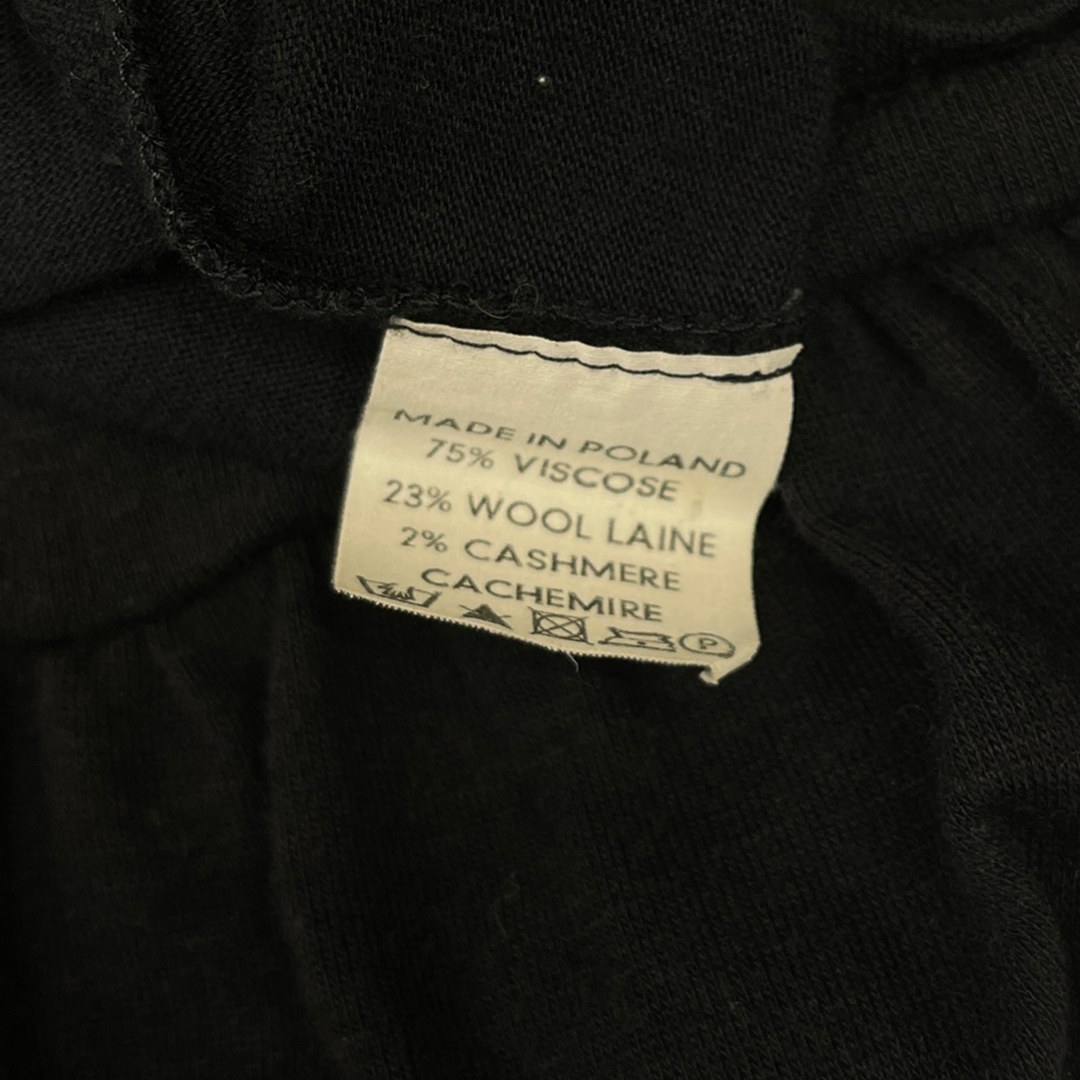 MADE IN POLAND
75% VISCOSE
23% WOOL LAINE
2% CASHMERE
CACHEMIRE
P